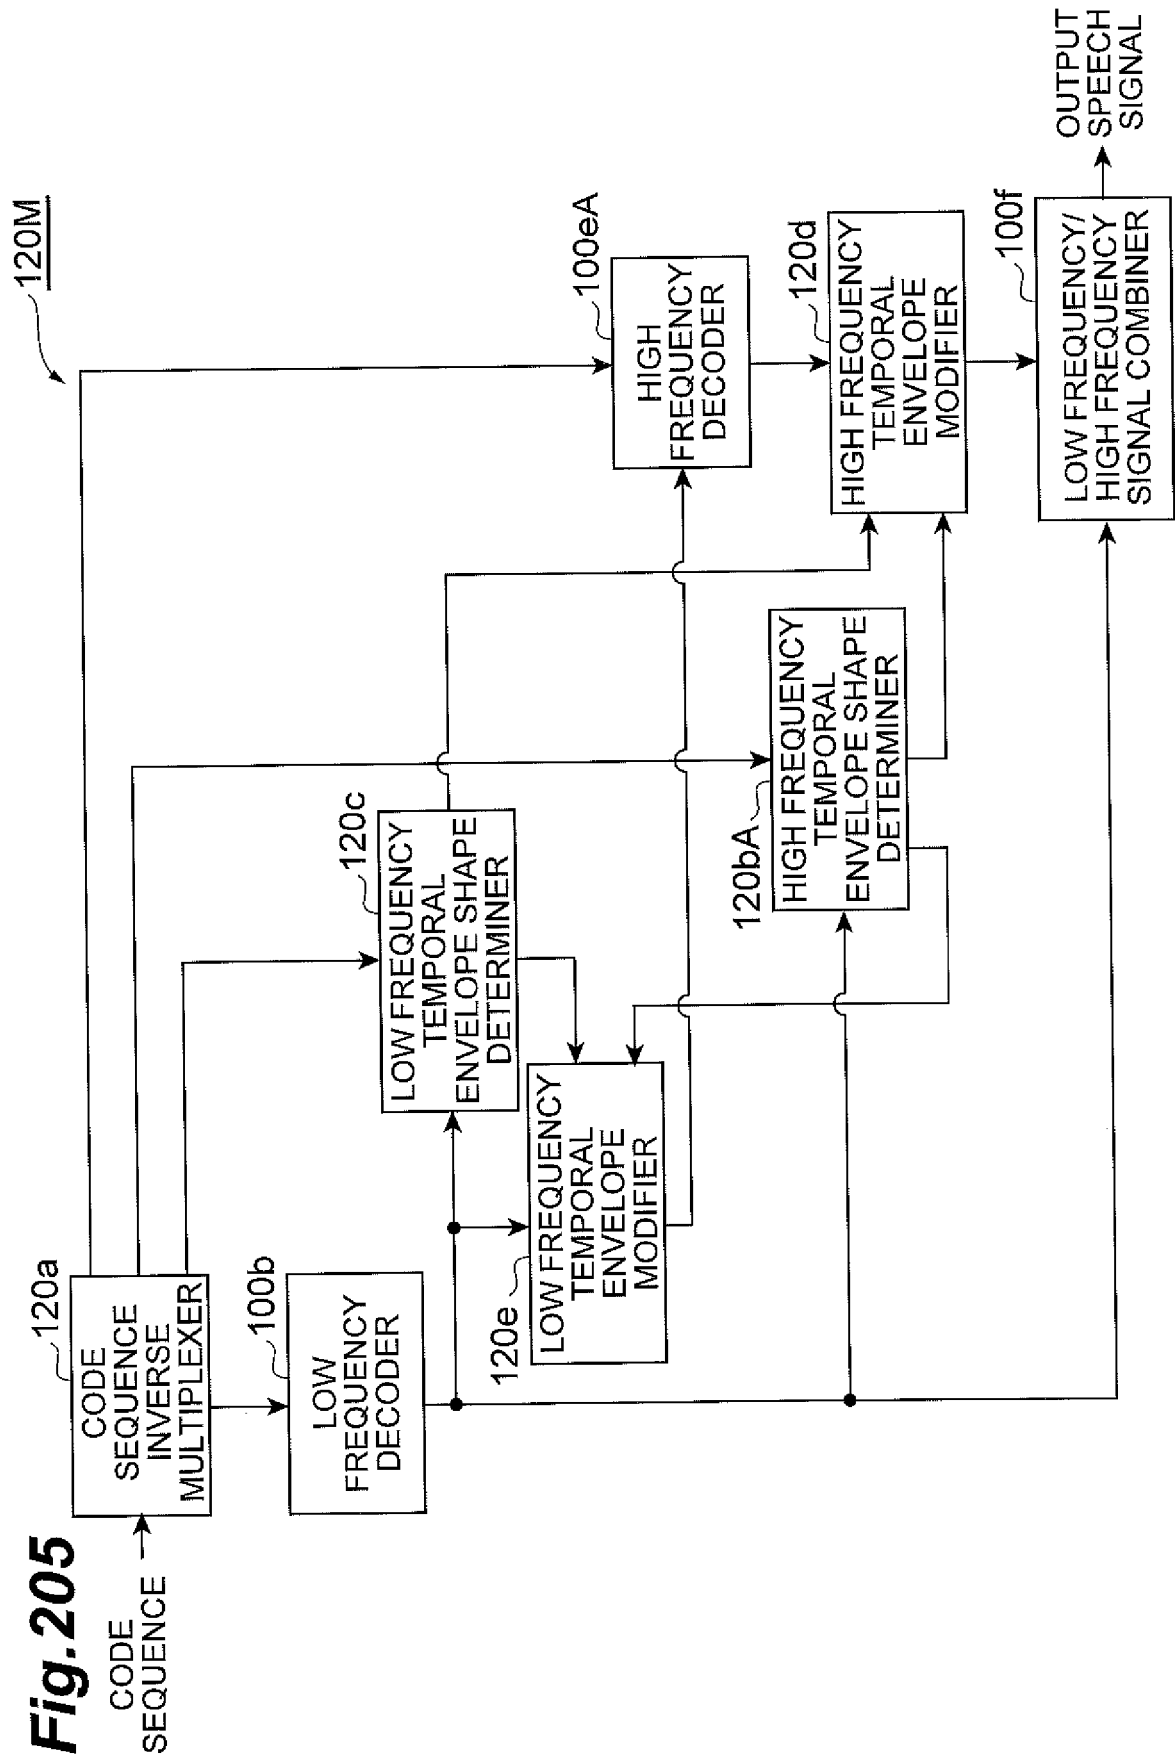 Fig.205
120M
CODE
SEQUENCE
120a
CODE
SEQUENCE
INVERSE
MULTIPLEXER
100b
LOW
FREQUENCY
DECODER
120c
LOW FREQUENCY
TEMPORAL
ENVELOPE SHAPE
DETERMINER
120e
LOW FREQUENCY
TEMPORAL
ENVELOPE
MODIFIER
120bA
HIGH FREQUENCY
TEMPORAL
ENVELOPE SHAPE
DETERMINER
100eA
HIGH
FREQUENCY
DECODER
120d
HIGH FREQUENCY
TEMPORAL
ENVELOPE
MODIFIER
100f
LOW FREQUENCY/
HIGH FREQUENCY
SIGNAL COMBINER
OUTPUT
SPEECH
SIGNAL